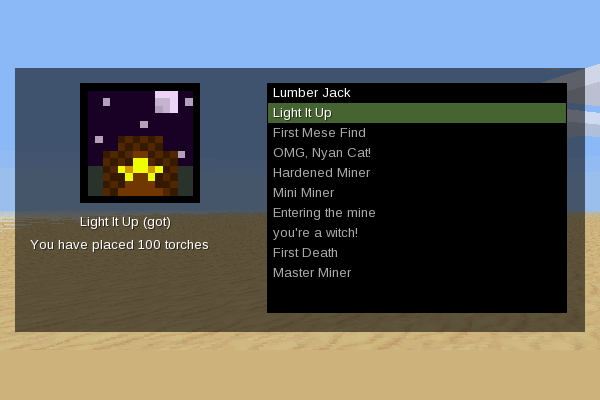 Light It Up (got)
You have placed 100 torches
Lumber Jack
Light It Up
First Mese Find
OMG, Nyan Cat!
Hardened Miner
Mini Miner
Entering the mine
you're a witch!
First Death
Master Miner